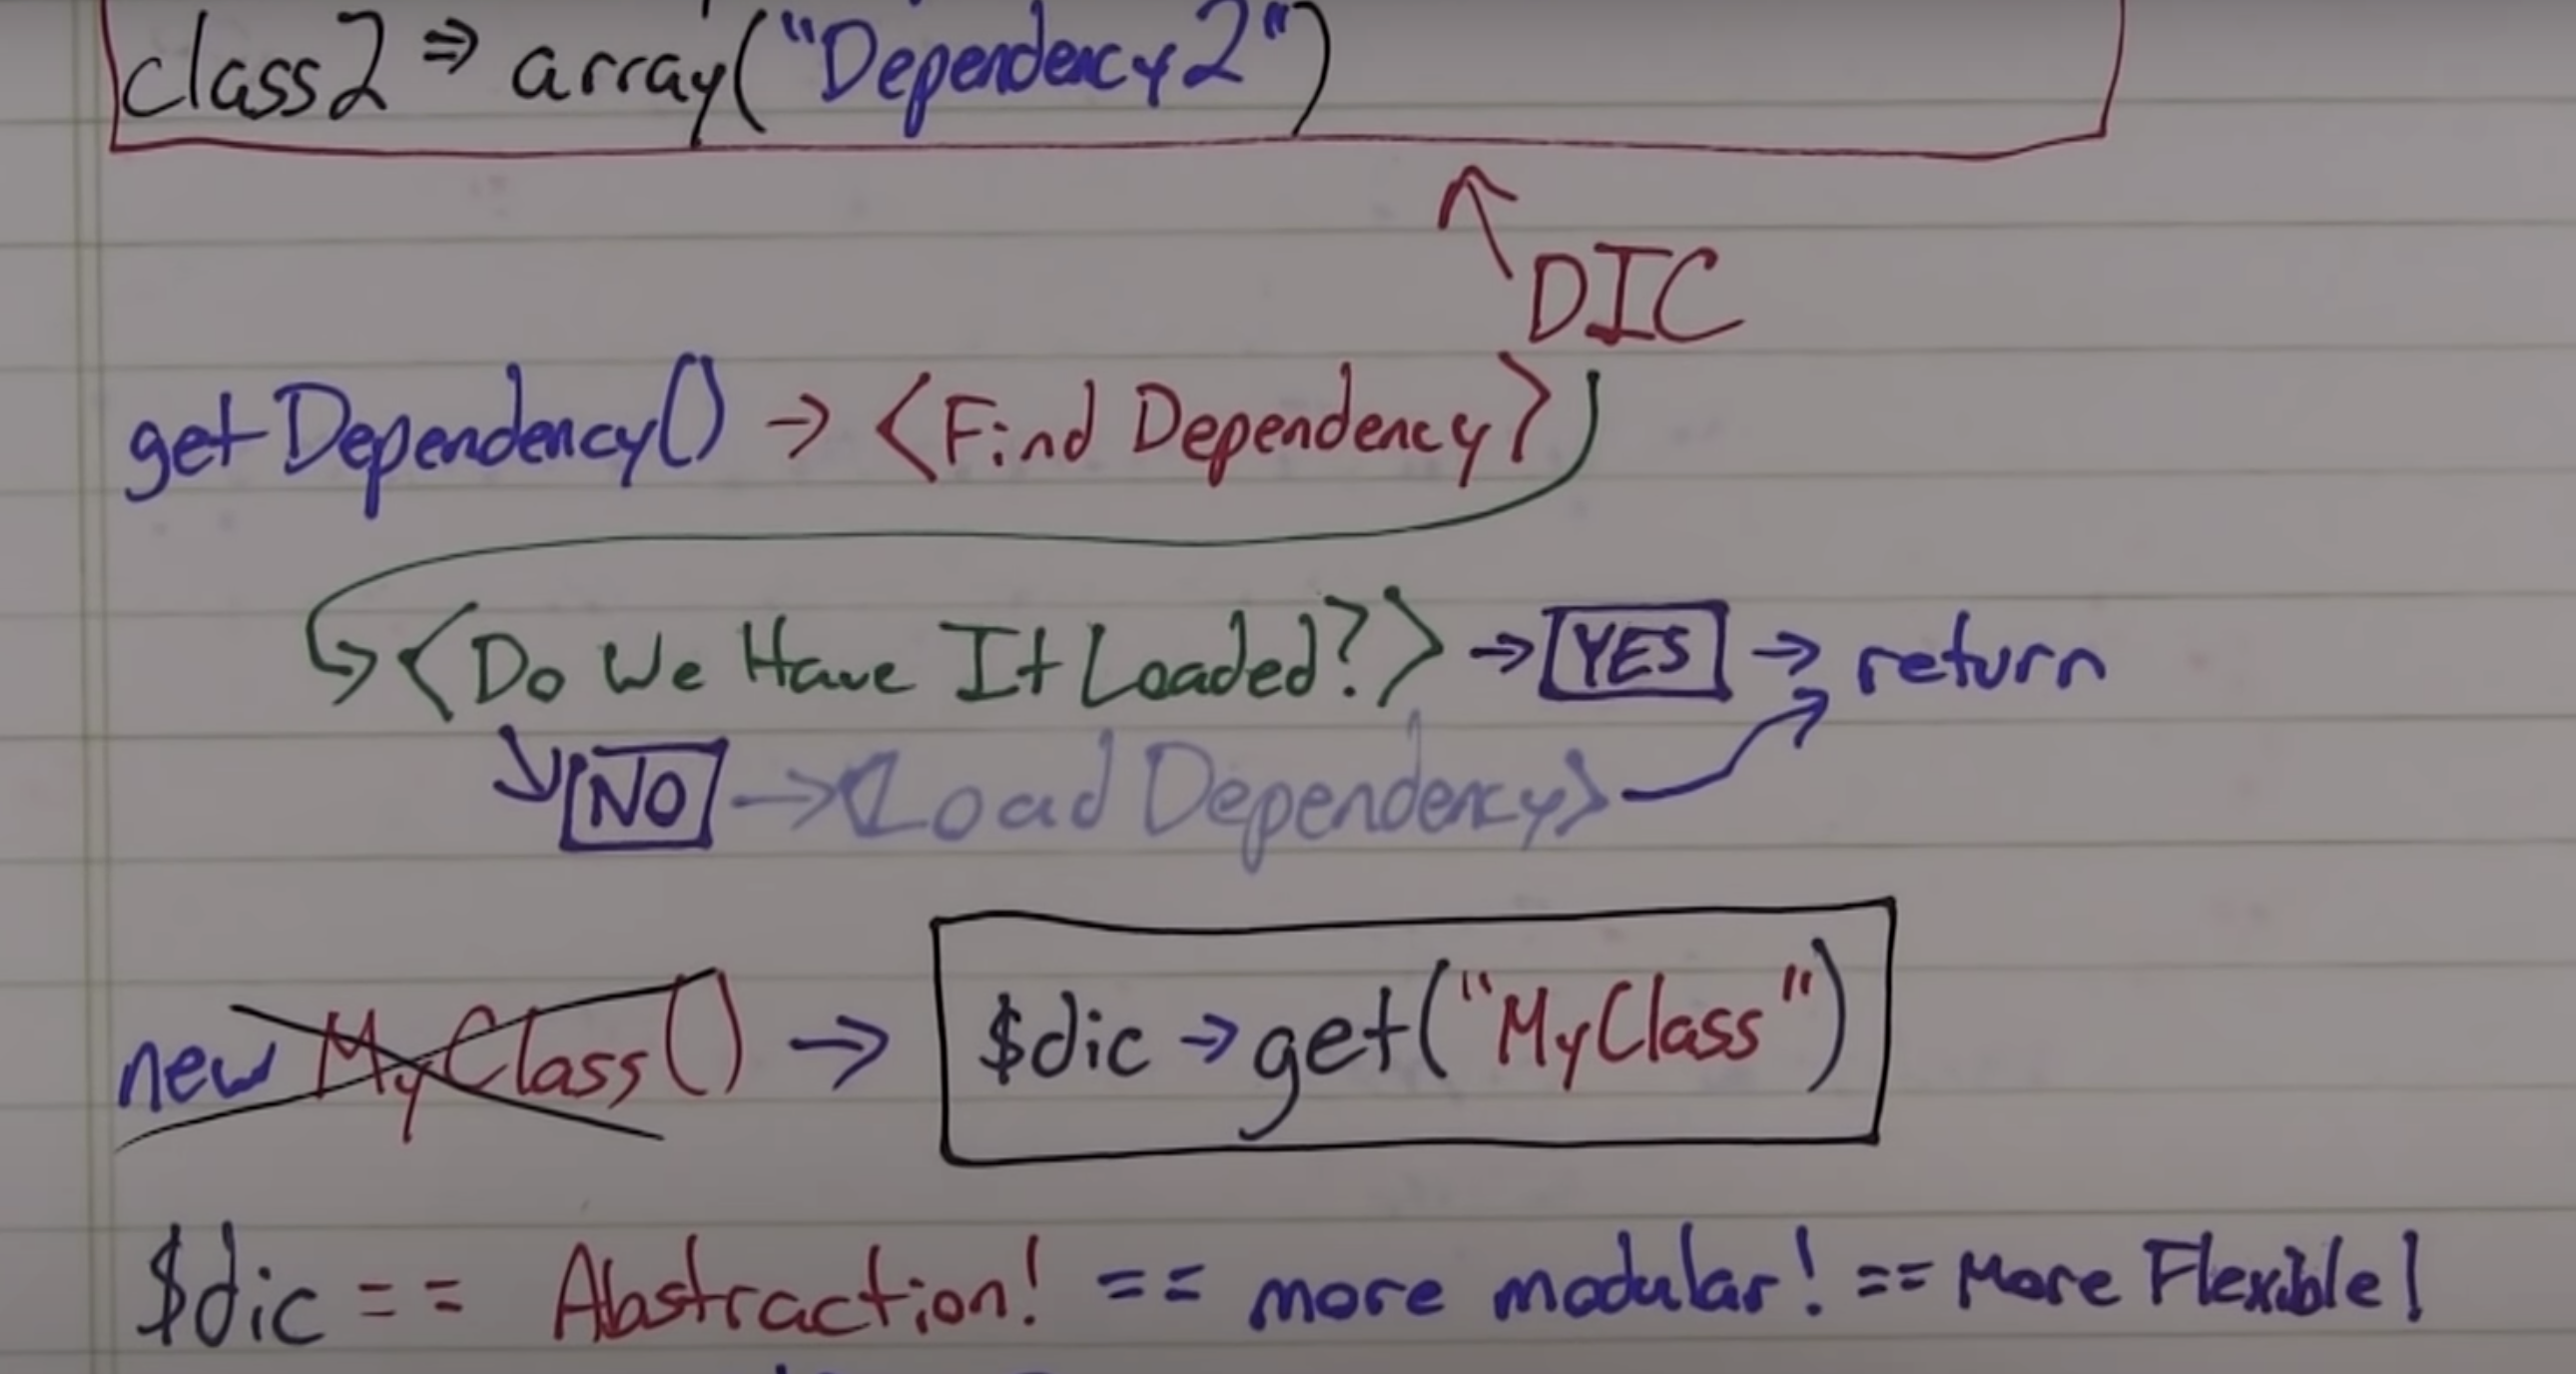 class2 ⇒ array("Dependency2")
DIC
getDependency() → <Find Dependency>
<Do We Have It Loaded?> → YES → return
NO → <Load Dependency>
new MyClass() → $dic → get("MyClass")
$dic == Abstraction! == more modular! == More Flexible!